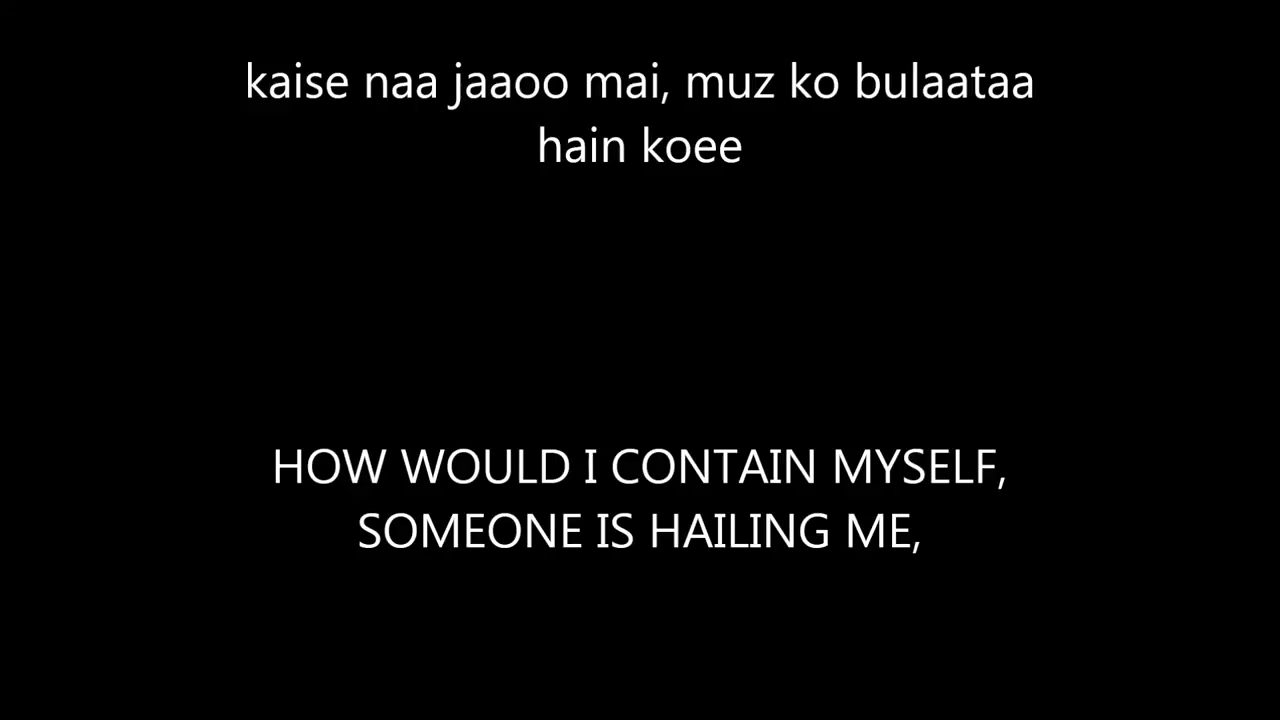 kaise naa jaaoo mai, muz ko bulaataa
hain koee
HOW WOULD I CONTAIN MYSELF,
SOMEONE IS HAILING ME,